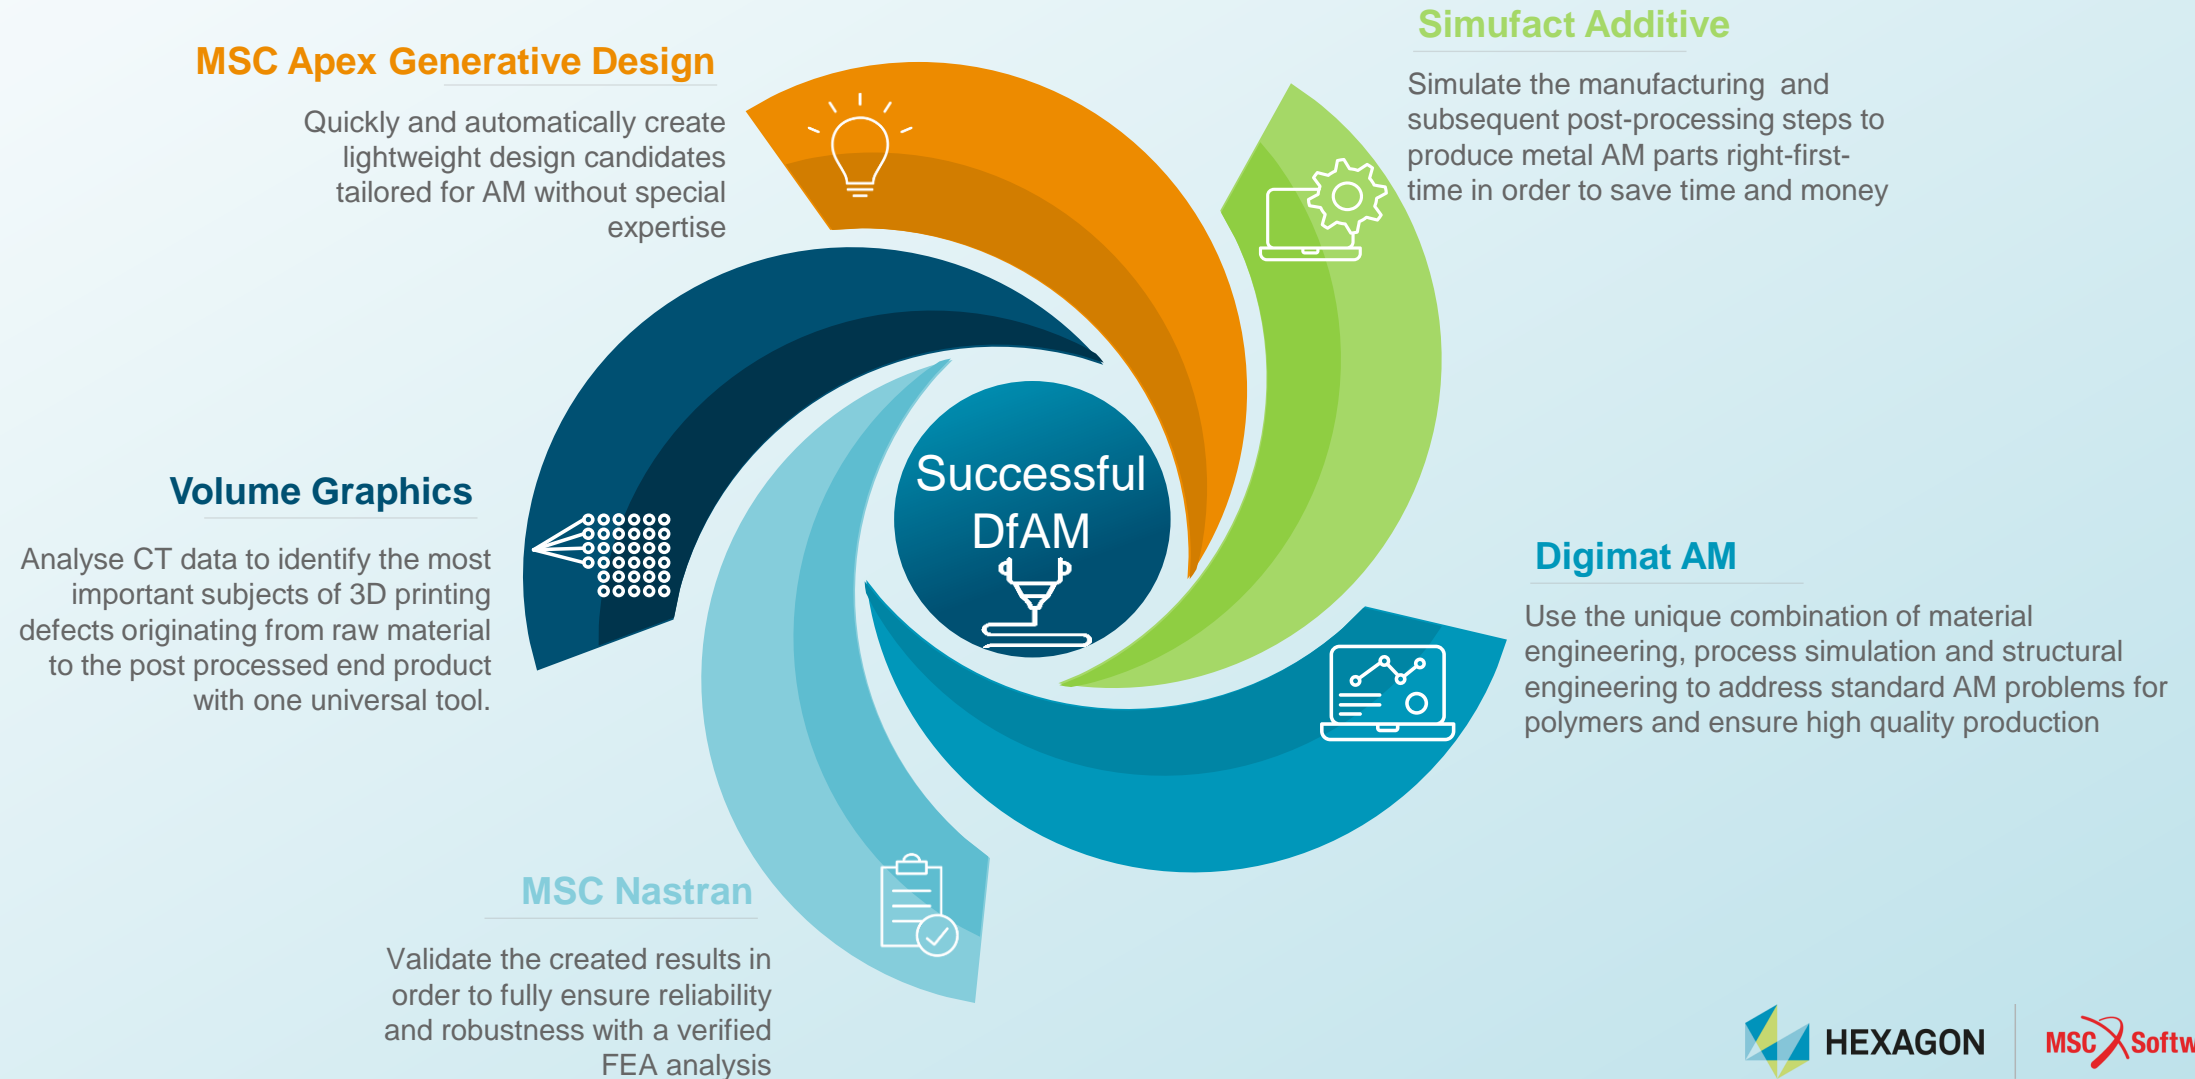 MSC Apex Generative Design
Quickly and automatically create
lightweight design candidates
tailored for AM without special
expertise
Simufact Additive
Simulate the manufacturing and
subsequent post-processing steps to
produce metal AM parts right-first-
time in order to save time and money
Volume Graphics
Analyse CT data to identify the most
important subjects of 3D printing
defects originating from raw material
to the post processed end product
with one universal tool.
Successful
DfAM
Digimat AM
Use the unique combination of material
engineering, process simulation and structural
engineering to address standard AM problems for
polymers and ensure high quality production
MSC Nastran
Validate the created results in
order to fully ensure reliability
and robustness with a verified
FEA analysis
HEXAGON
MSC Softw